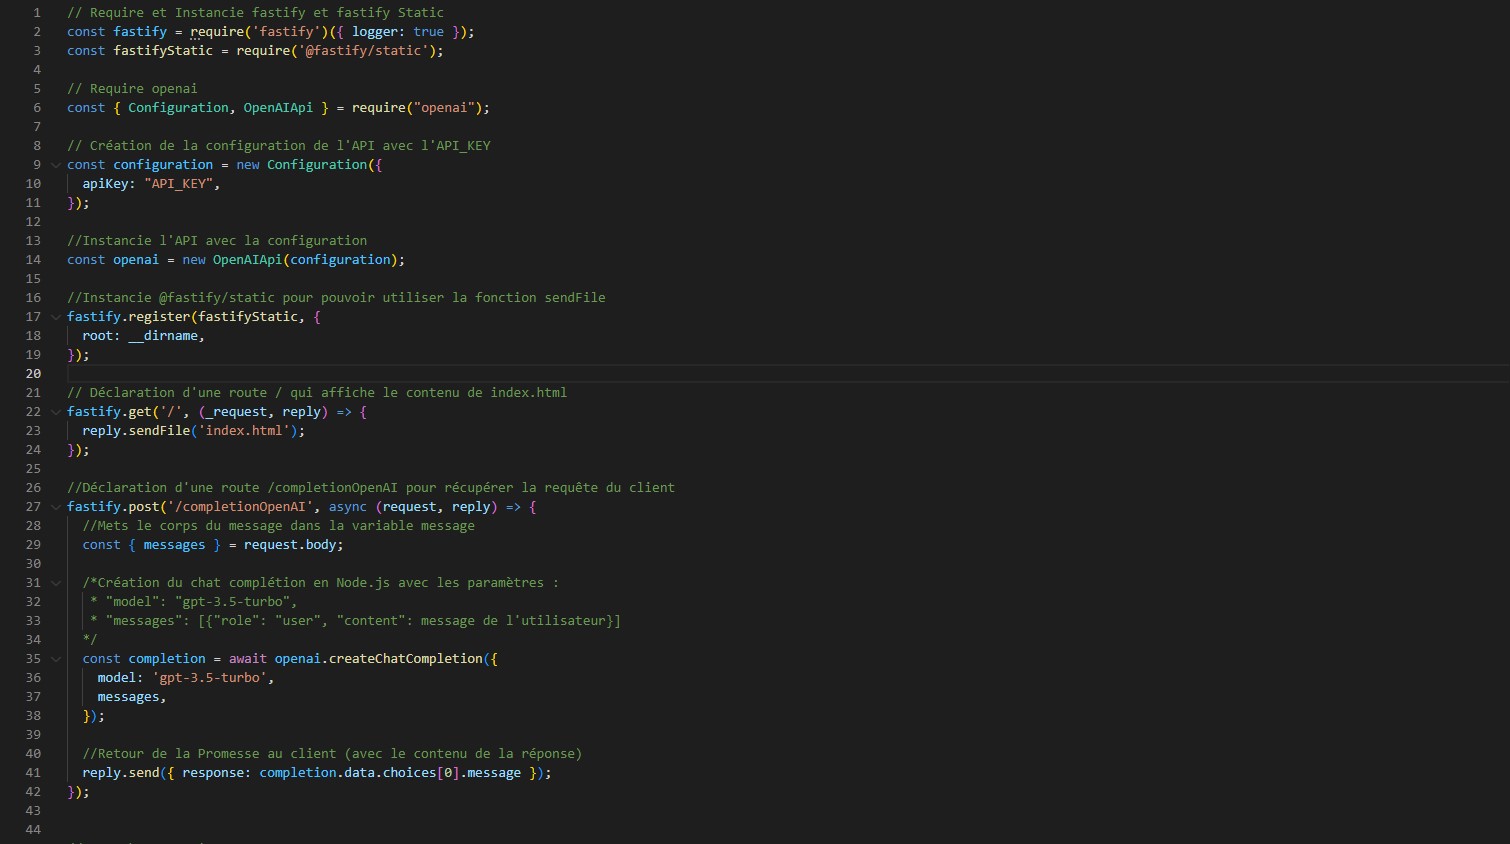 1 // Require et Instancie fastify et fastify Static
2 const fastify = require('fastify')({ logger: true });
3 const fastifyStatic = require('@fastify/static');
4
5 // Require openai
6 const { Configuration, OpenAIApi } = require("openai");
7
8 // Création de la configuration de l'API avec l'API_KEY
9 const configuration = new Configuration({
10 apiKey: "API_KEY",
11 });
12
13 //Instancie l'API avec la configuration
14 const openai = new OpenAIApi(configuration);
15
16 //Instancie @fastify/static pour pouvoir utiliser la fonction sendFile
17 fastify.register(fastifyStatic, {
18 root: __dirname,
19 });
20
21 // Déclaration d'une route / qui affiche le contenu de index.html
22 fastify.get('/', (_request, reply) => {
23 reply.sendFile('index.html');
24 });
25
26 //Déclaration d'une route /completionOpenAI pour récupérer la requête du client
27 fastify.post('/completionOpenAI', async (request, reply) => {
28 //Mets le corps du message dans la variable message
29 const { messages } = request.body;
30
31 /*Création du chat complétion en Node.js avec les paramètres :
32 * "model": "gpt-3.5-turbo",
33 * "messages": [{"role": "user", "content": message de l'utilisateur}]
34 */
35 const completion = await openai.createChatCompletion({
36 model: 'gpt-3.5-turbo',
37 messages,
38 });
39
40 //Retour de la Promesse au client (avec le contenu de la réponse)
41 reply.send({ response: completion.data.choices[0].message });
42 });
43
44